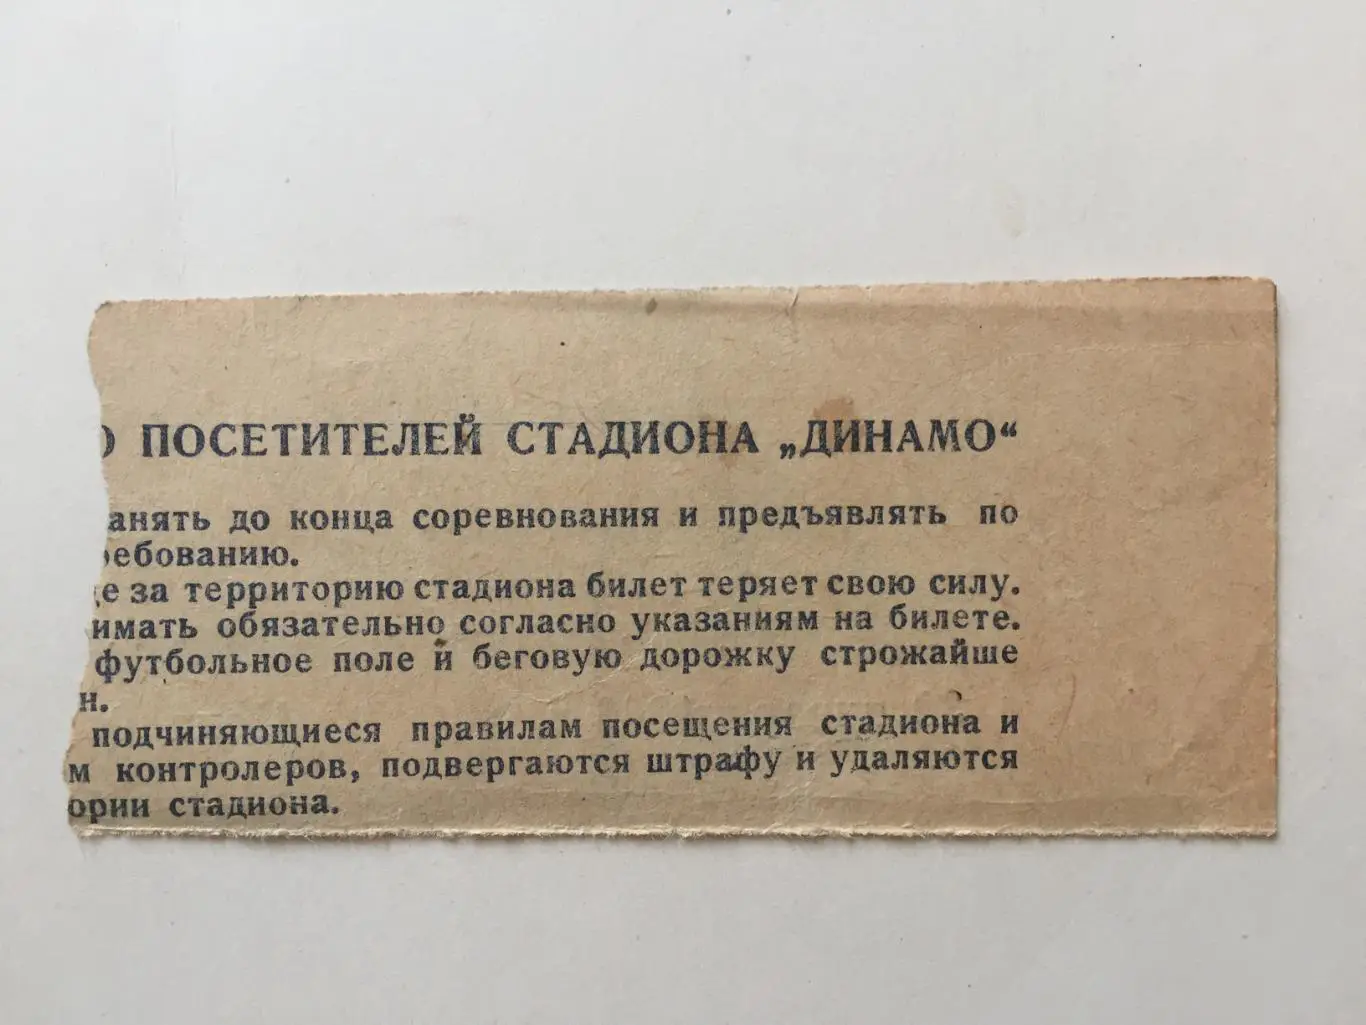 О ПОСЕТИТЕЛЕЙ СТАДИОНА „ДИНАМО“
анять до конца соревнования и предъявлять по
ребованию.
е за территорию стадиона билет теряет свою силу.
имать обязательно согласно указаниям на билете.
футбольное поле и беговую дорожку строжайше
н.
подчиняющиеся правилам посещения стадиона и
м контролеров, подвергаются штрафу и удаляются
ории стадиона.